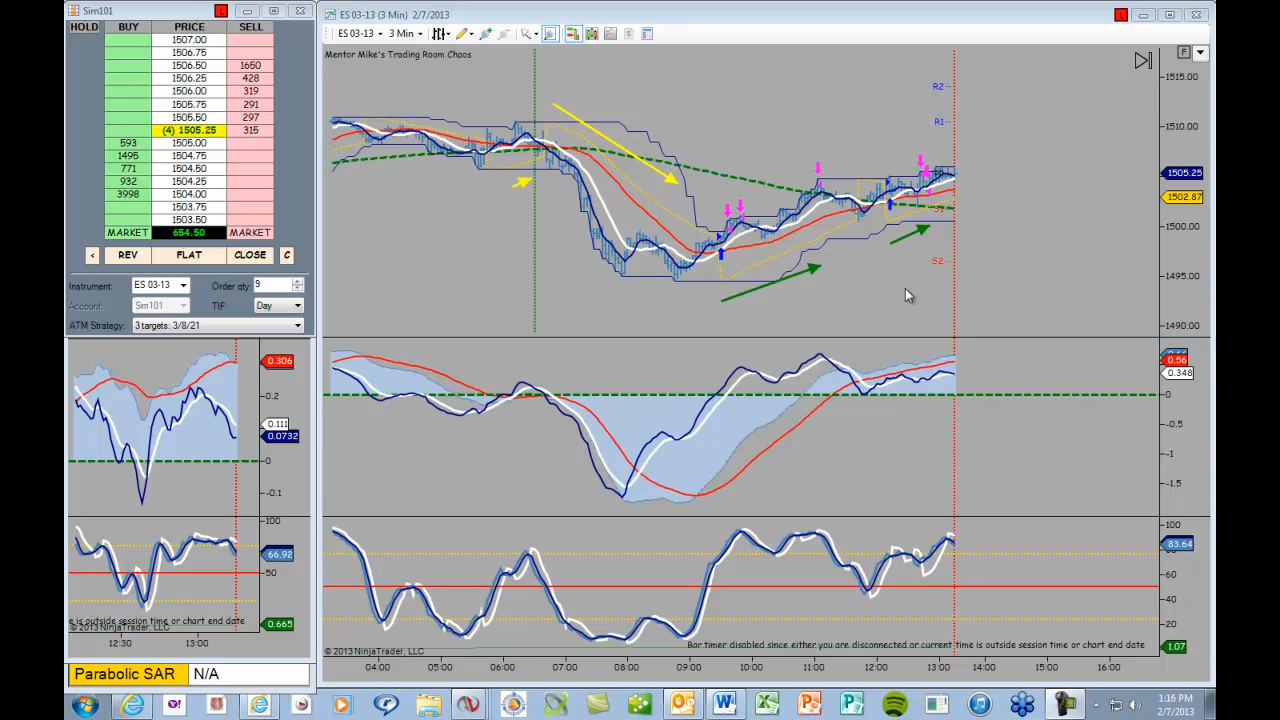 Sim101
HOLD BUY PRICE SELL
1507.00
1506.75
1506.50 1650
1506.25 428
1506.00 319
1505.75 291
1505.50 297
(4) 1505.25 315
593 1505.00
1495 1504.75
771 1504.50
932 1504.25
3998 1504.00
1503.75
1503.50
MARKET 654.50 MARKET
< REV FLAT CLOSE C
Instrument: ES 03-13 Order qty: 9
Account: Sim101 TIF: Day
ATM Strategy: 3 targets: 3/8/21
0.306
0.2
0.111
0.0732
0
-0.1
100
66.92
50
e is outside session time or chart end date
© 2013 NinjaTrader, LLC
0.665
12:30 13:00
Parabolic SAR N/A
ES 03-13 (3 Min) 2/7/2013
ES 03-13 3 Min
Mentor Mike's Trading Room Chaos
F
R2
R1
S2
1515.00
1510.00
1505.25
1502.87
1500.00
1495.00
1490.00
0.56
0.348
0
-0.5
-1
-1.5
100
83.64
60
40
20
1.07
Bar timer disabled since either you are disconnected or current time is outside session time or chart end date
© 2013 NinjaTrader, LLC
04:00 05:00 06:00 07:00 08:00 09:00 10:00 11:00 12:00 13:00 14:00 15:00 16:00
1:16 PM
2/7/2013